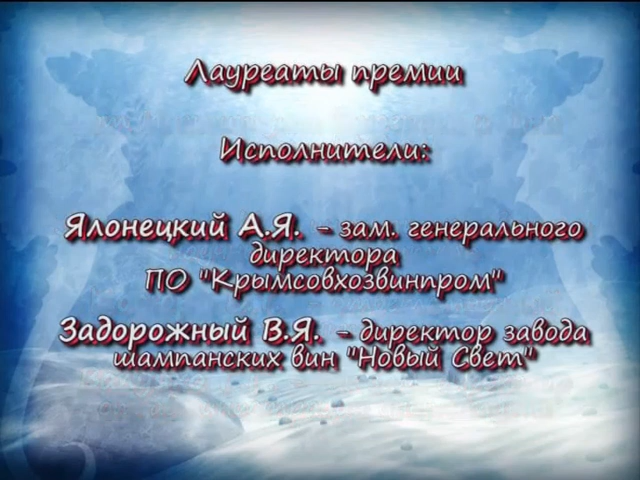 Лауреаты премии
Исполнители:
Ялонецкий А.Я. - зам. генерального
директора
ПО "Крымсовхозвинпром"
Задорожный В.Я. - директор завода
шампанских вин "Новый Свет"